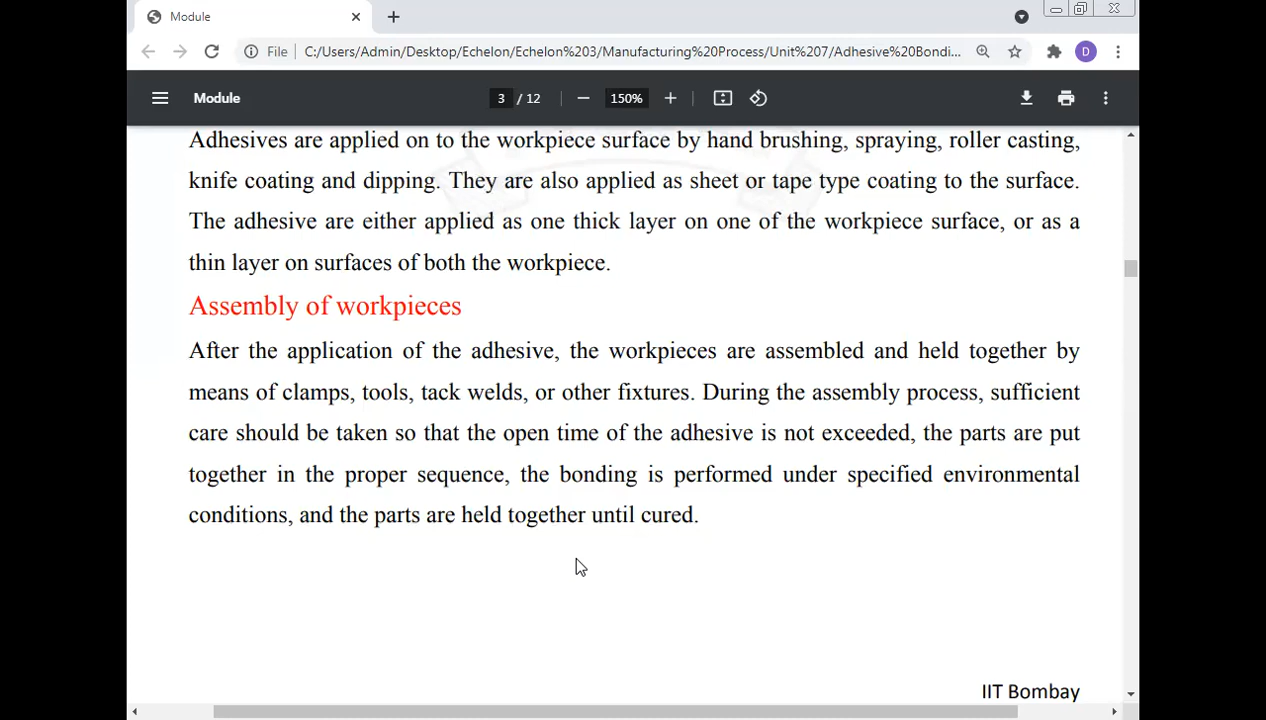 Module
File
C:/Users/Admin/Desktop/Echelon/Echelon%203/Manufacturing%20Process/Unit%207/Adhesive%20Bondi...
D
Module
3 / 12
150%
Adhesives are applied on to the workpiece surface by hand brushing, spraying, roller casting,
knife coating and dipping. They are also applied as sheet or tape type coating to the surface.
The adhesive are either applied as one thick layer on one of the workpiece surface, or as a
thin layer on surfaces of both the workpiece.
Assembly of workpieces
After the application of the adhesive, the workpieces are assembled and held together by
means of clamps, tools, tack welds, or other fixtures. During the assembly process, sufficient
care should be taken so that the open time of the adhesive is not exceeded, the parts are put
together in the proper sequence, the bonding is performed under specified environmental
conditions, and the parts are held together until cured.
IIT Bombay